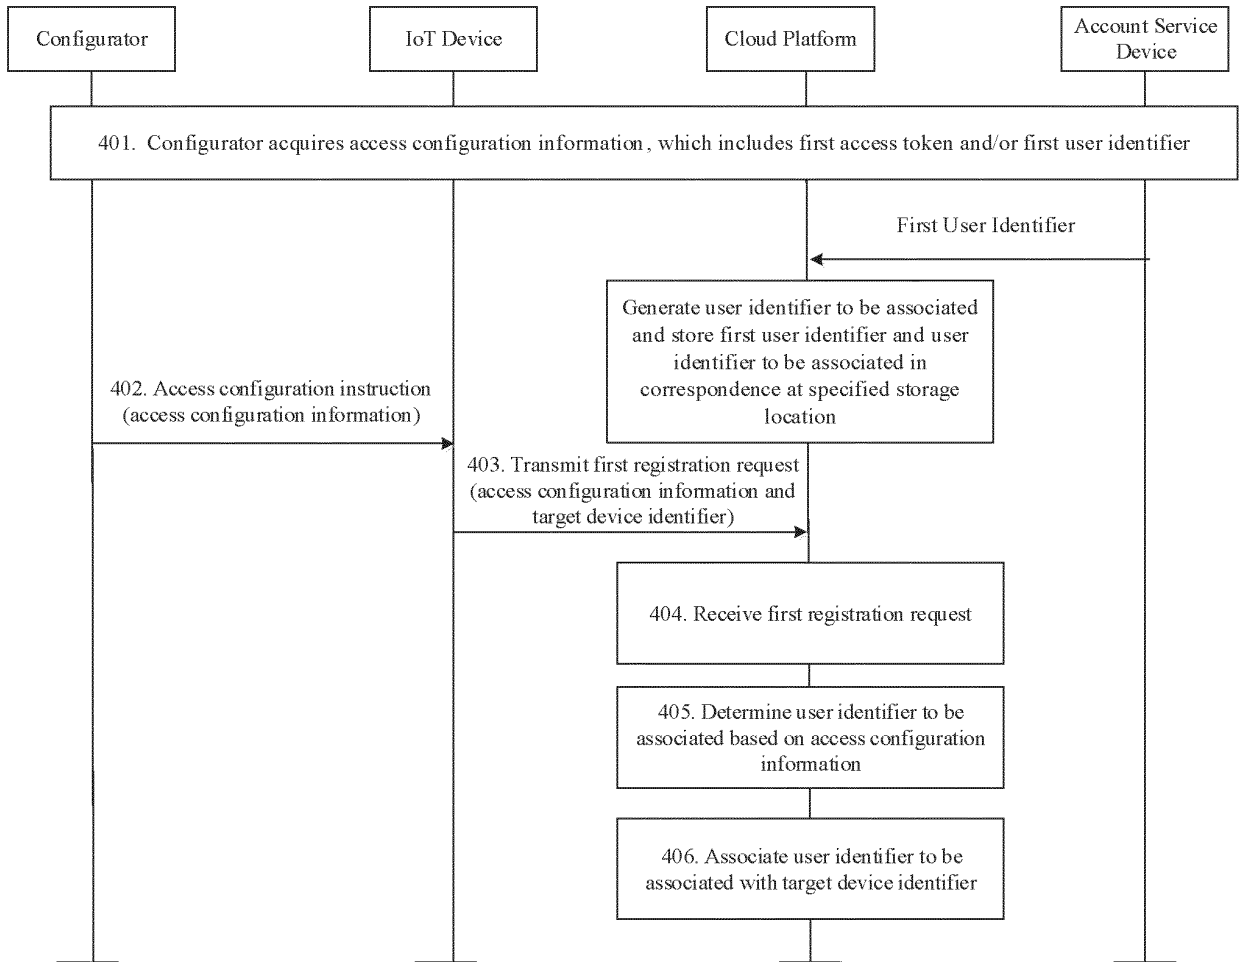 Configurator
IoT Device
Cloud Platform
Account Service
Device
401. Configurator acquires access configuration information, which includes first access token and/or first user identifier
First User Identifier
Generate user identifier to be associated
and store first user identifier and user
identifier to be associated in
correspondence at specified storage
location
402. Access configuration instruction
(access configuration information)
403. Transmit first registration request
(access configuration information and
target device identifier)
404. Receive first registration request
405. Determine user identifier to be
associated based on access configuration
information
406. Associate user identifier to be
associated with target device identifier